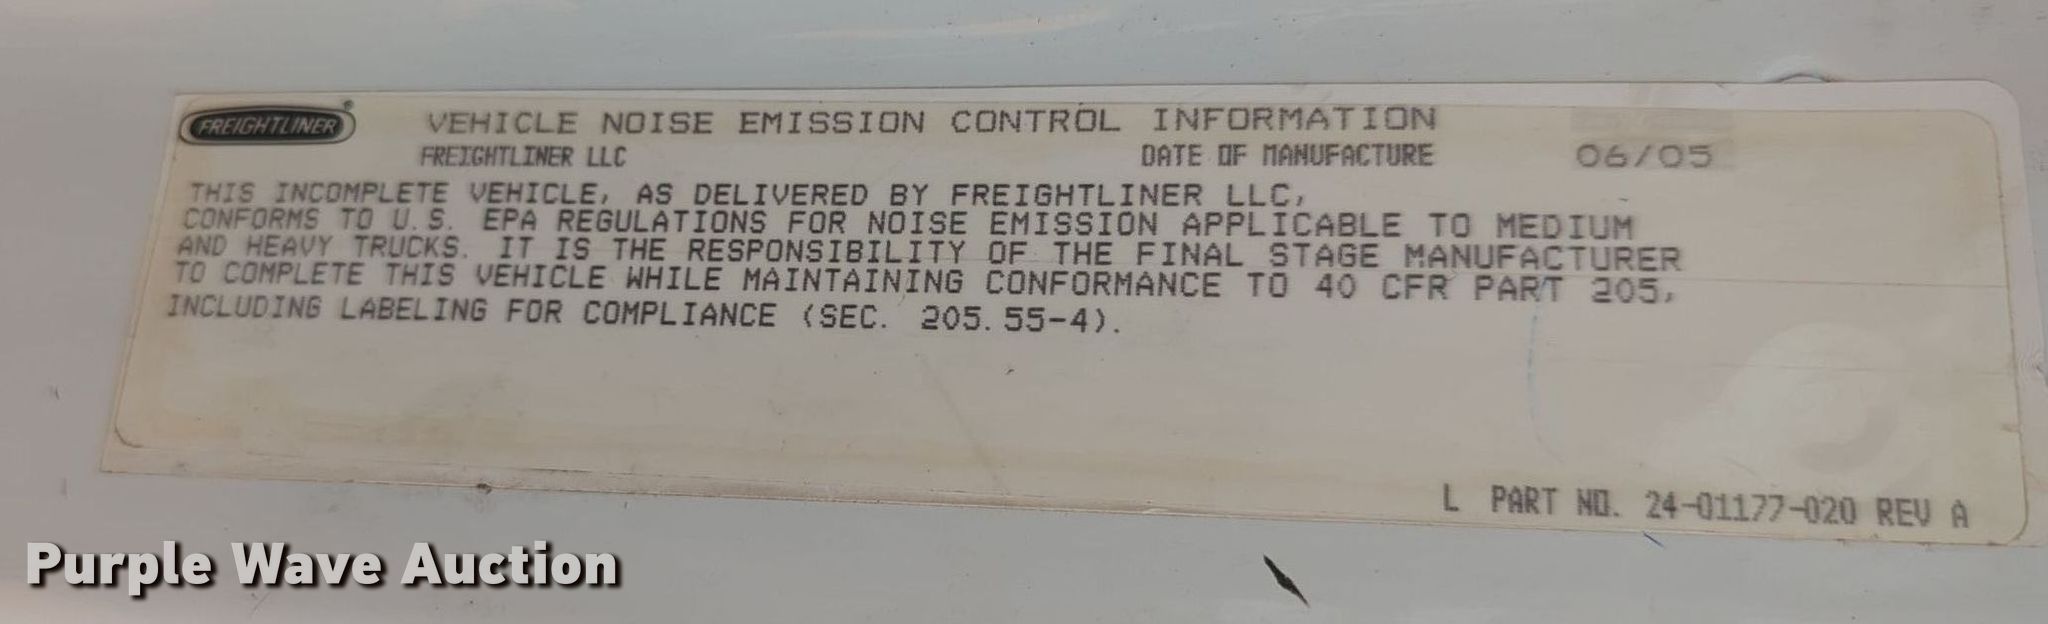 FREIGHTLINER® VEHICLE NOISE EMISSION CONTROL INFORMATION
FREIGHTLINER LLC DATE OF MANUFACTURE 06/05
THIS INCOMPLETE VEHICLE, AS DELIVERED BY FREIGHTLINER LLC,
CONFORMS TO U.S. EPA REGULATIONS FOR NOISE EMISSION APPLICABLE TO MEDIUM
AND HEAVY TRUCKS. IT IS THE RESPONSIBILITY OF THE FINAL STAGE MANUFACTURER
TO COMPLETE THIS VEHICLE WHILE MAINTAINING CONFORMANCE TO 40 CFR PART 205,
INCLUDING LABELING FOR COMPLIANCE (SEC. 205.55-4).
L PART NO. 24-01177-020 REV A
Purple Wave Auction